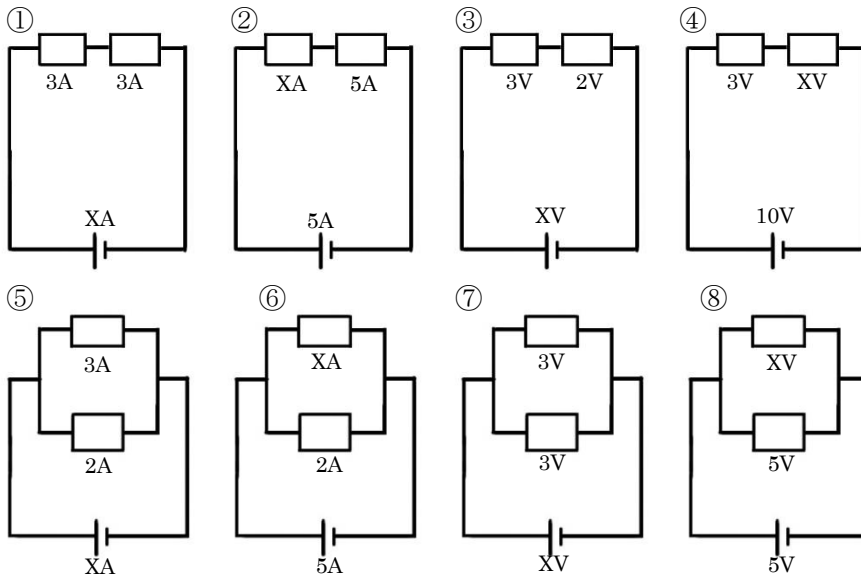 ① ② ③ ④
3A 3A XA 5A 3V 2V 3V XV
XA 5A XV 10V
⑤ ⑥ ⑦ ⑧
3A XA 3V XV
2A 2A 3V 5V
XA 5A XV 5V